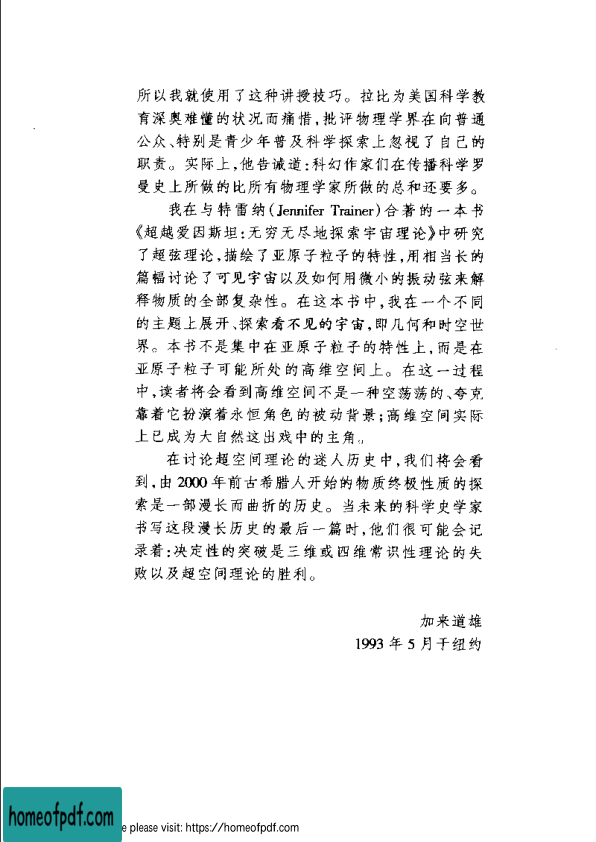 所以我就使用了这种讲授技巧。拉比为美国科学教
育深奥难懂的状况而痛惜,批评物理学界在向普通
公众、特别是青少年普及科学探索上忽视了自己的
职责。实际上,他告诫道:科幻作家们在传播科学罗
曼史上所做的比所有物理学家所做的总和还要多。
我在与特雷纳(Jennifer Trainer)合著的一本书
《超越爱因斯坦:无穷无尽地探索宇宙理论》中研究
了超弦理论,描绘了亚原子粒子的特性,用相当长的
篇幅讨论了可见宇宙以及如何用微小的振动弦来解
释物质的全部复杂性。在这本书中,我在一个不同
的主题上展开、探索看不见的宇宙,即几何和时空世
界。本书不是集中在亚原子粒子的特性上,而是在
亚原子粒子可能所处的高维空间上。在这一过程
中,读者将会看到高维空间不是一种空荡荡的、夸克
靠着它扮演着永恒角色的被动背景;高维空间实际
上已成为大自然这出戏中的主角。
在讨论超空间理论的迷人历史中,我们将会看
到,由2000年前古希腊人开始的物质终极性质的探
索是一部漫长而曲折的历史。当未来的科学史学家
书写这段漫长历史的最后一篇时,他们很可能会记
录着:决定性的突破是三维或四维常识性理论的失
败以及超空间理论的胜利。
加来道雄
1993年5月于纽约
homeofpdf.com
e please visit: https://homeofpdf.com